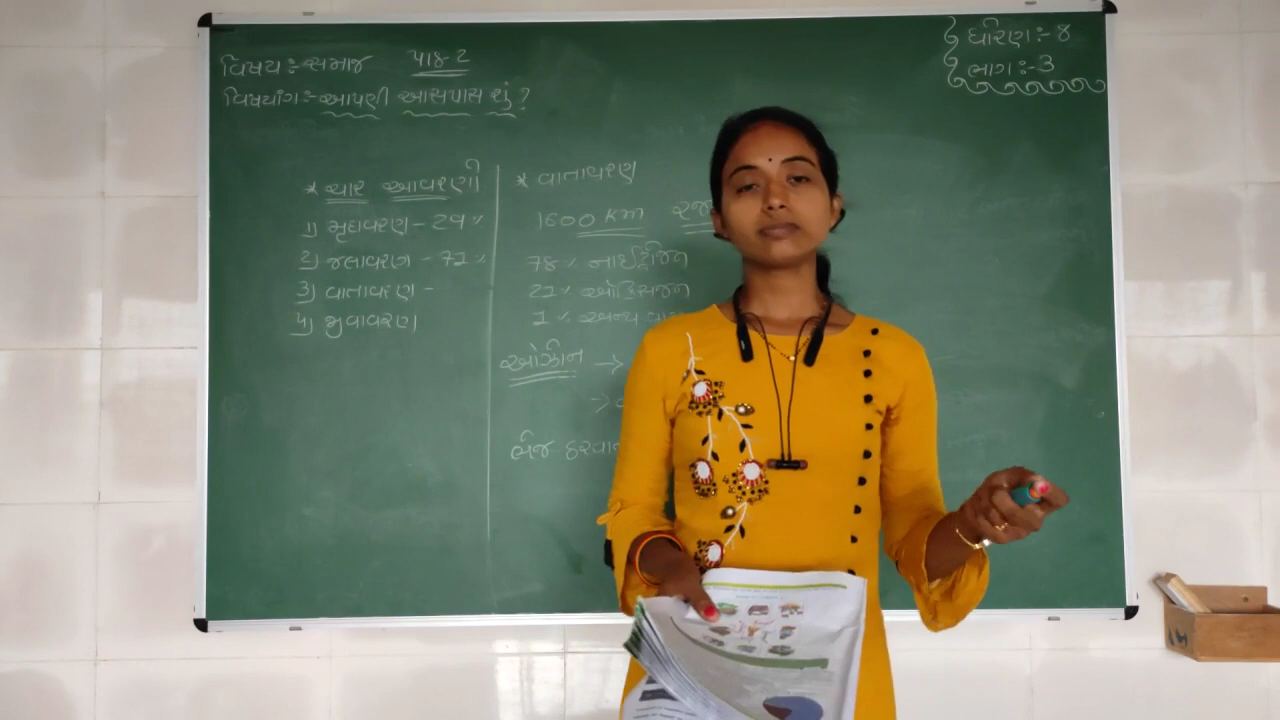 વિષય :- સમાજ પાઠ 2
વિષયાંગ :- આપણી આસપાસ શું ?
ધોરણ :- 8
ભાગ :- 3
* ચાર આવરણો
1) મૃદાવરણ - 29 %
2) જલાવરણ - 71 %
3) વાતાવરણ -
4) જીવાવરણ
* વાતાવરણ
1600 Km
78 % નાઈટ્રોજન
21 % ઓક્સિજન
1 % અન્ય
ઓઝોન →
→